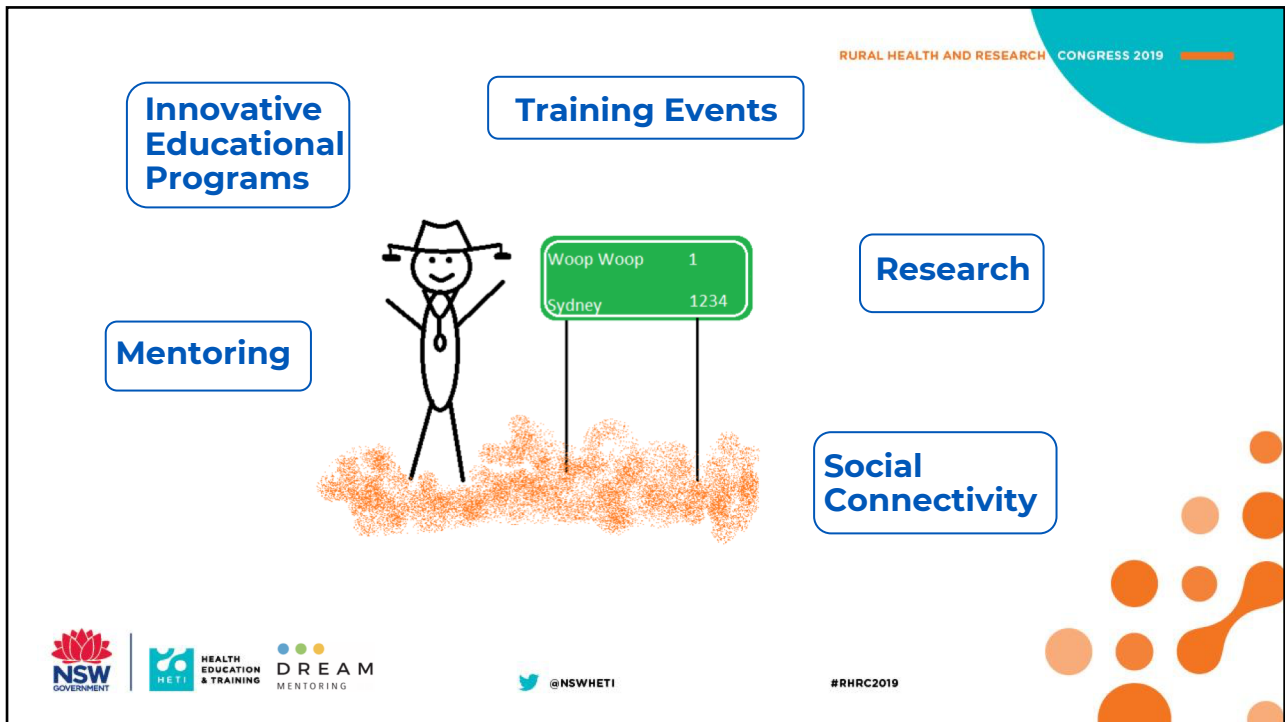 RURAL HEALTH AND RESEARCH CONGRESS 2019
Innovative
Educational
Programs
Training Events
Woop Woop 1
Sydney 1234
Research
Mentoring
Social
Connectivity
NSW
GOVERNMENT
HETI
HEALTH
EDUCATION
& TRAINING
DREAM
MENTORING
@NSWHETI
#RHRC2019